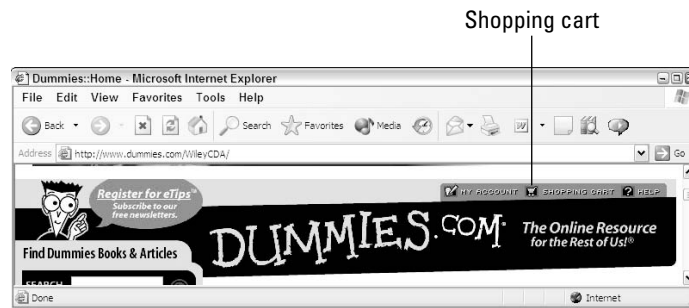 Shopping cart
Dummies::Home - Microsoft Internet Explorer
File Edit View Favorites Tools Help
Back Search Favorites Media
Address http://www.dummies.com/WileyCDA/ Go
MY ACCOUNT SHOPPING CART ? HELP
Register for eTips™
Subscribe to our
free newsletters.
DUMMIES.COM®
The Online Resource
for the Rest of Us!®
Find Dummies Books & Articles
SEARCH
Done Internet